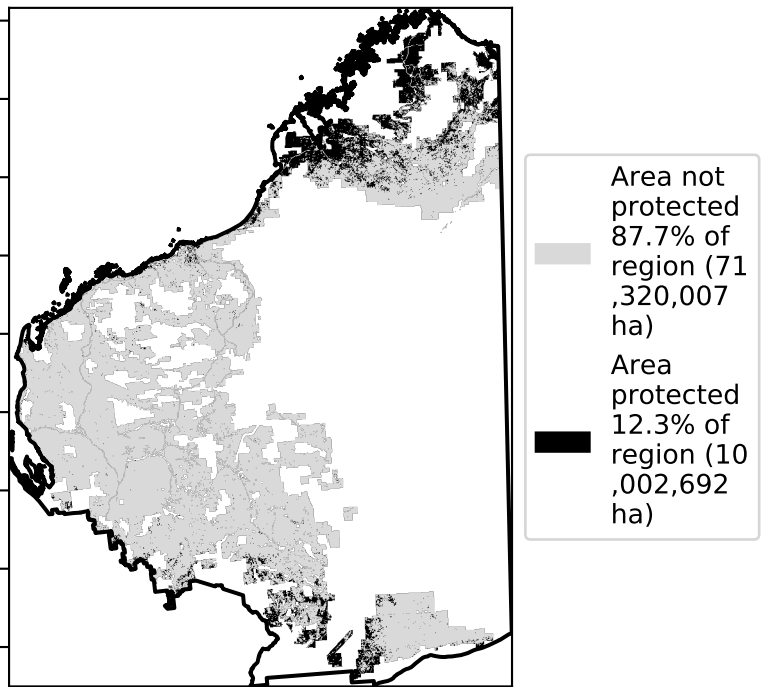 Area not
protected
87.7% of
region (71
,320,007
ha)
Area
protected
12.3% of
region (10
,002,692
ha)